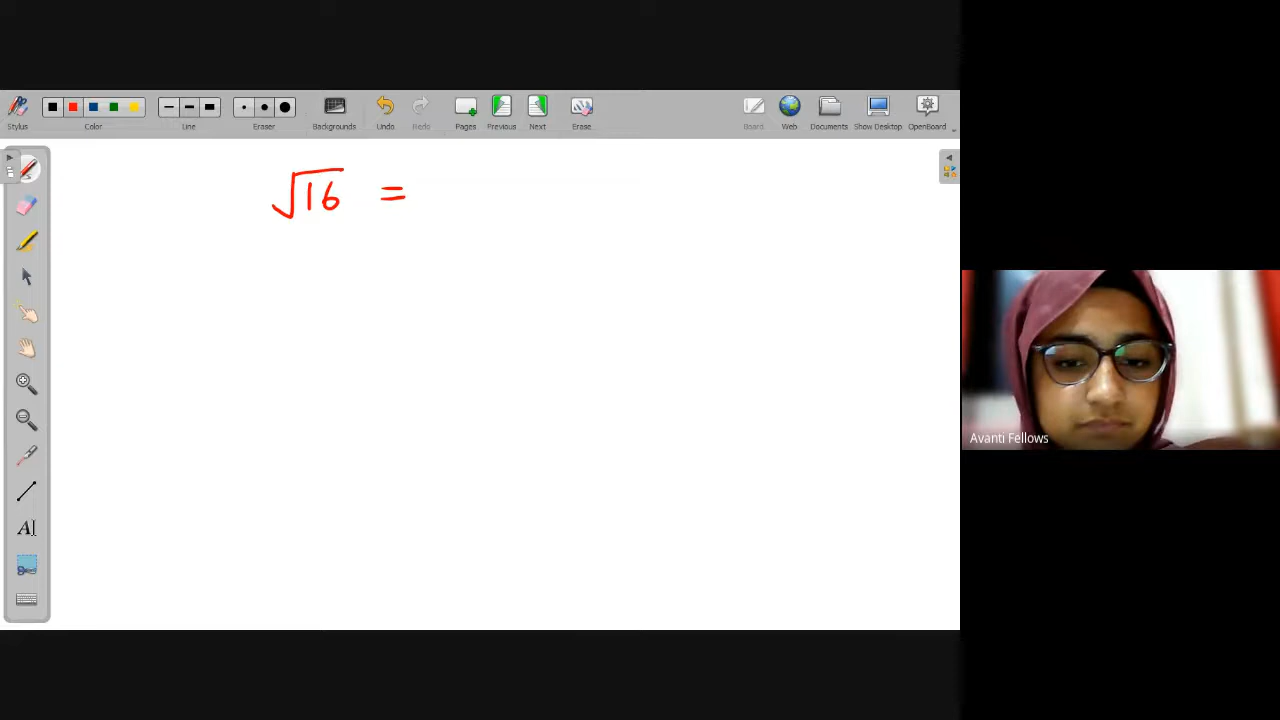 Stylus Color Line Eraser Backgrounds Undo Redo Pages Previous Next Erase Board Web Documents Show Desktop OpenBoard
√16 =
A
Avanti Fellows